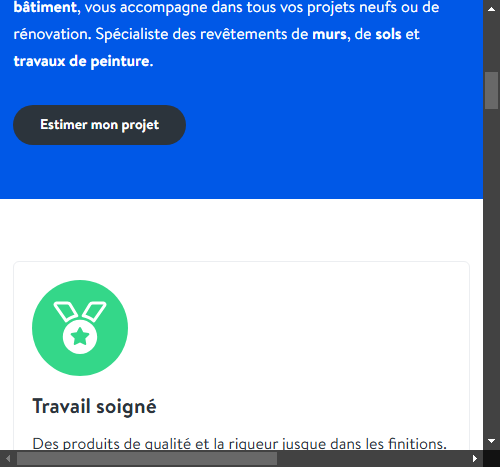 bâtiment, vous accompagne dans tous vos projets neufs ou de
rénovation. Spécialiste des revêtements de murs, de sols et
travaux de peinture.
Estimer mon projet
Travail soigné
Des produits de qualité et la rigueur jusque dans les finitions.